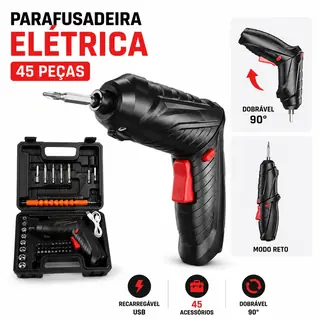 PARAFUSADEIRA
ELÉTRICA
45 PEÇAS
DOBRÁVEL
90°
MODO RETO
RECARREGÁVEL
USB
45
ACESSÓRIOS
DOBRÁVEL
90°